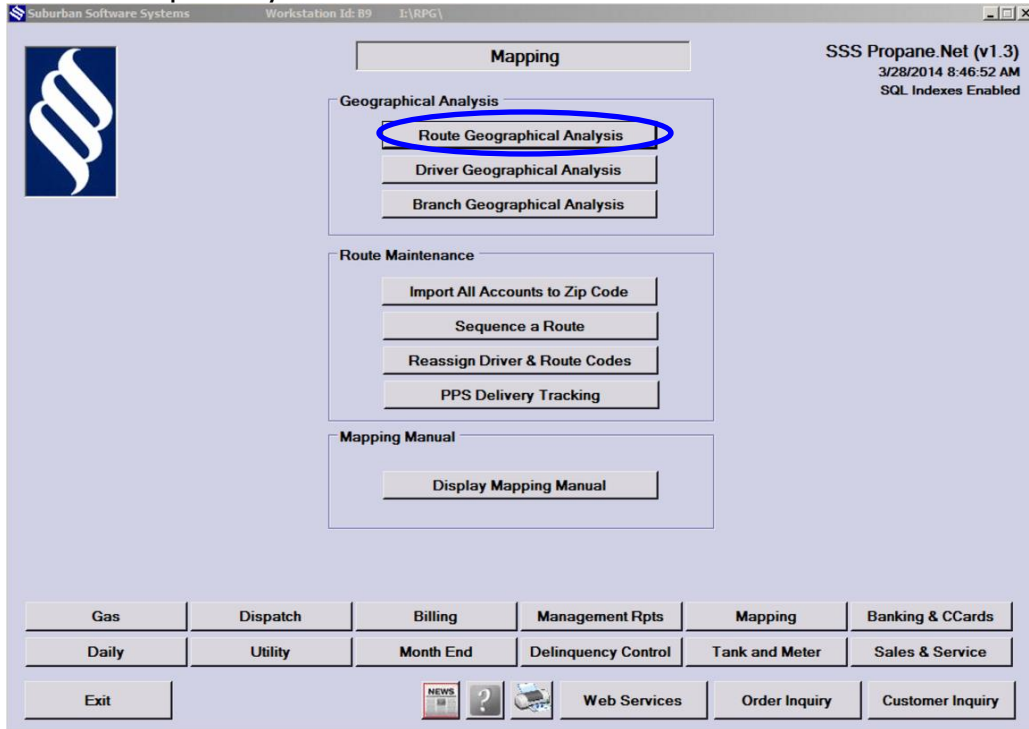 Suburban Software Systems Workstation Id: B9 I:\RPG\
Mapping
SSS Propane.Net (v1.3)
3/28/2014 8:46:52 AM
SQL Indexes Enabled
Geographical Analysis
Route Geographical Analysis
Driver Geographical Analysis
Branch Geographical Analysis
Route Maintenance
Import All Accounts to Zip Code
Sequence a Route
Reassign Driver & Route Codes
PPS Delivery Tracking
Mapping Manual
Display Mapping Manual
Gas Dispatch Billing Management Rpts Mapping Banking & CCards
Daily Utility Month End Delinquency Control Tank and Meter Sales & Service
Exit NEWS ? Web Services Order Inquiry Customer Inquiry